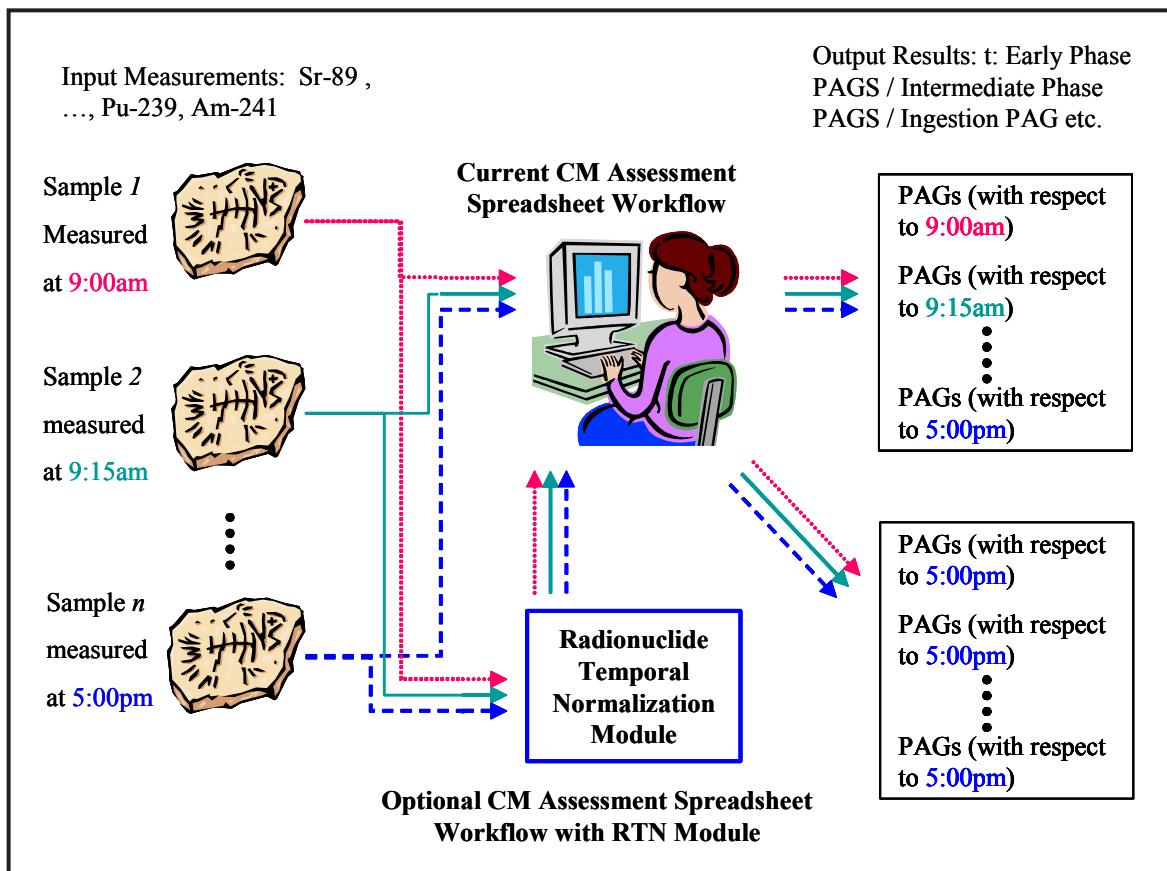 Input Measurements: Sr-89 ,
…, Pu-239, Am-241
Output Results: t: Early Phase
PAGS / Intermediate Phase
PAGS / Ingestion PAG etc.
Sample 1
Measured
at 9:00am
Sample 2
measured
at 9:15am
Sample n
measured
at 5:00pm
Current CM Assessment
Spreadsheet Workflow
Radionuclide
Temporal
Normalization
Module
Optional CM Assessment Spreadsheet
Workflow with RTN Module
PAGs (with respect
to 9:00am)
PAGs (with respect
to 9:15am)
PAGs (with respect
to 5:00pm)
PAGs (with respect
to 5:00pm)
PAGs (with respect
to 5:00pm)
PAGs (with respect
to 5:00pm)